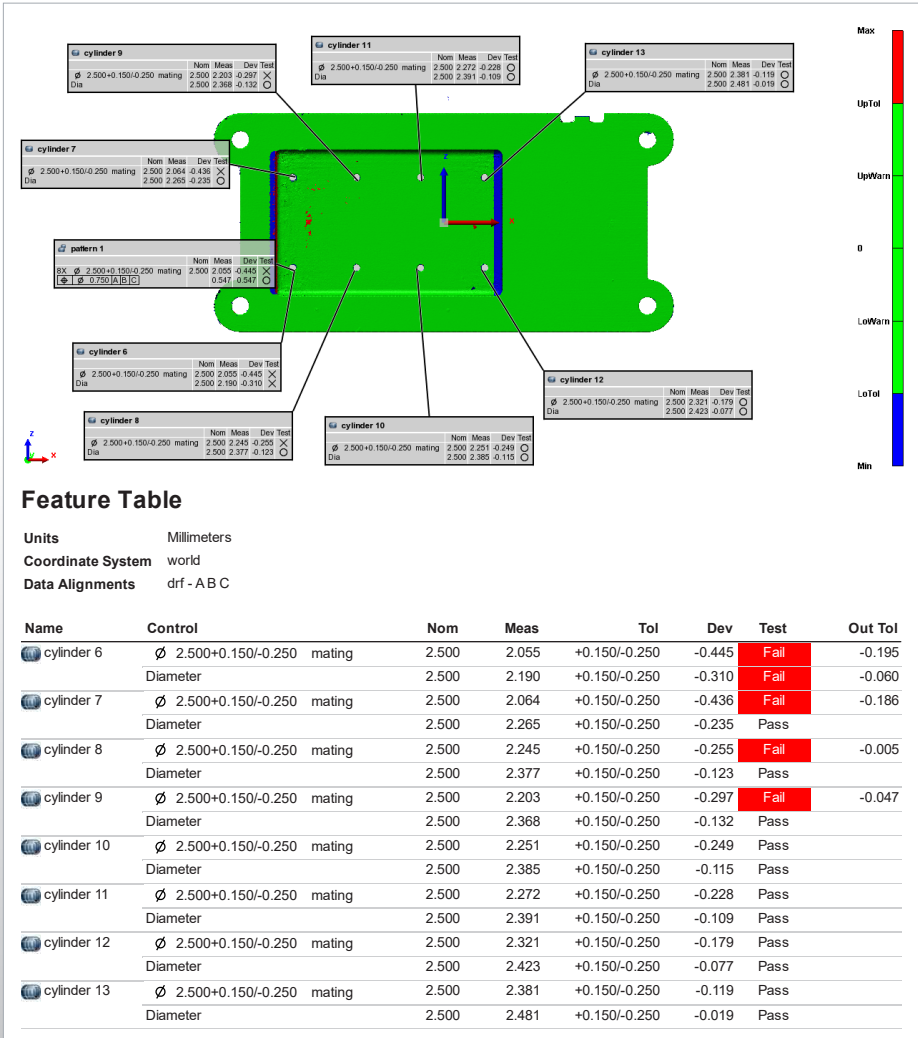 cylinder 9
Nom Meas Dev Test
Ø 2.500+0.150/-0.250 mating 2.500 2.203 -0.297 X
Dia 2.500 2.368 -0.132 O
cylinder 11
Nom Meas Dev Test
Ø 2.500+0.150/-0.250 mating 2.500 2.272 -0.228 O
Dia 2.500 2.391 -0.109 O
cylinder 13
Nom Meas Dev Test
Ø 2.500+0.150/-0.250 mating 2.500 2.381 -0.119 O
Dia 2.500 2.481 -0.019 O
Max
UpTol
UpWarn
0
LoWarn
LoTol
Min
cylinder 7
Nom Meas Dev Test
Ø 2.500+0.150/-0.250 mating 2.500 2.064 -0.436 X
Dia 2.500 2.265 -0.235 O
z
x
pattern 1
Nom Meas Dev Test
8X Ø 2.500+0.150/-0.250 mating 2.500 2.055 -0.445 X
⌖ Ø 0.750 A B C 0.547 0.547 O
cylinder 6
Nom Meas Dev Test
Ø 2.500+0.150/-0.250 mating 2.500 2.055 -0.445 X
Dia 2.500 2.190 -0.310 X
cylinder 12
Nom Meas Dev Test
Ø 2.500+0.150/-0.250 mating 2.500 2.321 -0.179 O
Dia 2.500 2.423 -0.077 O
cylinder 8
Nom Meas Dev Test
Ø 2.500+0.150/-0.250 mating 2.500 2.245 -0.255 X
Dia 2.500 2.377 -0.123 O
cylinder 10
Nom Meas Dev Test
Ø 2.500+0.150/-0.250 mating 2.500 2.251 -0.249 O
Dia 2.500 2.385 -0.115 O
z
y x
Feature Table
Units Millimeters
Coordinate System world
Data Alignments drf - A B C
Name Control Nom Meas Tol Dev Test Out Tol
cylinder 6 Ø 2.500+0.150/-0.250 mating 2.500 2.055 +0.150/-0.250 -0.445 Fail -0.195
Diameter 2.500 2.190 +0.150/-0.250 -0.310 Fail -0.060
cylinder 7 Ø 2.500+0.150/-0.250 mating 2.500 2.064 +0.150/-0.250 -0.436 Fail -0.186
Diameter 2.500 2.265 +0.150/-0.250 -0.235 Pass
cylinder 8 Ø 2.500+0.150/-0.250 mating 2.500 2.245 +0.150/-0.250 -0.255 Fail -0.005
Diameter 2.500 2.377 +0.150/-0.250 -0.123 Pass
cylinder 9 Ø 2.500+0.150/-0.250 mating 2.500 2.203 +0.150/-0.250 -0.297 Fail -0.047
Diameter 2.500 2.368 +0.150/-0.250 -0.132 Pass
cylinder 10 Ø 2.500+0.150/-0.250 mating 2.500 2.251 +0.150/-0.250 -0.249 Pass
Diameter 2.500 2.385 +0.150/-0.250 -0.115 Pass
cylinder 11 Ø 2.500+0.150/-0.250 mating 2.500 2.272 +0.150/-0.250 -0.228 Pass
Diameter 2.500 2.391 +0.150/-0.250 -0.109 Pass
cylinder 12 Ø 2.500+0.150/-0.250 mating 2.500 2.321 +0.150/-0.250 -0.179 Pass
Diameter 2.500 2.423 +0.150/-0.250 -0.077 Pass
cylinder 13 Ø 2.500+0.150/-0.250 mating 2.500 2.381 +0.150/-0.250 -0.119 Pass
Diameter 2.500 2.481 +0.150/-0.250 -0.019 Pass